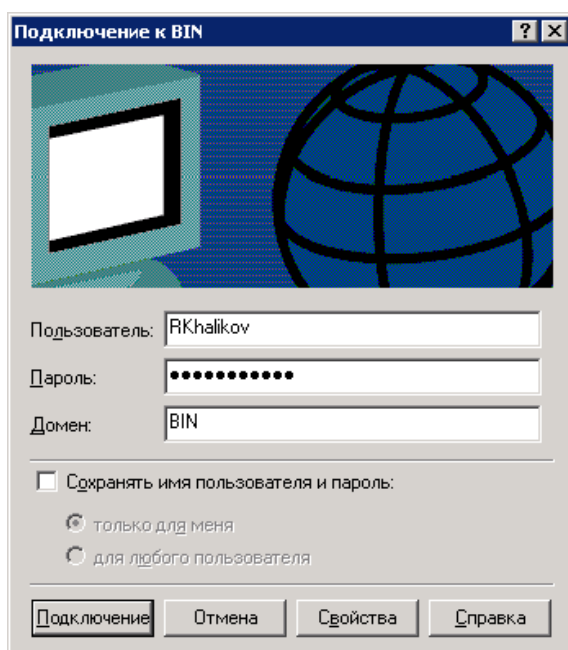 Подключение к BIN
Пользователь: RKhalikov
Пароль: ●●●●●●●●●●●
Домен: BIN
Сохранять имя пользователя и пароль:
только для меня
для любого пользователя
Подключение Отмена Свойства Справка